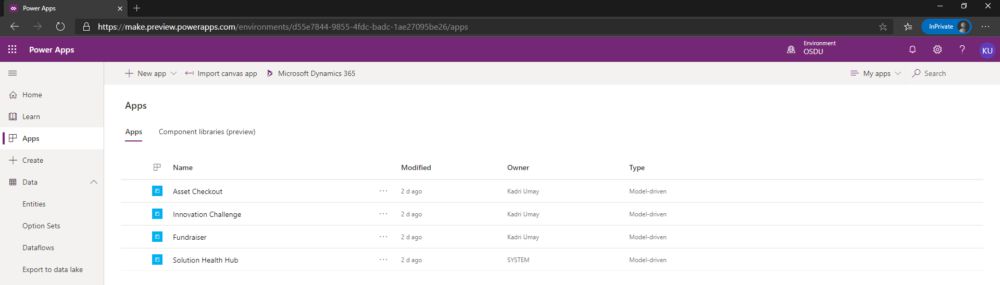 Power Apps
https://make.preview.powerapps.com/environments/d55e7844-9855-4fdc-badc-1ae27095be26/apps
InPrivate
Power Apps
Environment
OSDU
KU
New app
Import canvas app
Microsoft Dynamics 365
My apps
Search
Home
Learn
Apps
Create
Data
Entities
Option Sets
Dataflows
Export to data lake
Apps
Apps Component libraries (preview)
Name Modified Owner Type
Asset Checkout ... 2 d ago Kadri Umay Model-driven
Innovation Challenge ... 2 d ago Kadri Umay Model-driven
Fundraiser ... 2 d ago Kadri Umay Model-driven
Solution Health Hub ... 2 d ago SYSTEM Model-driven